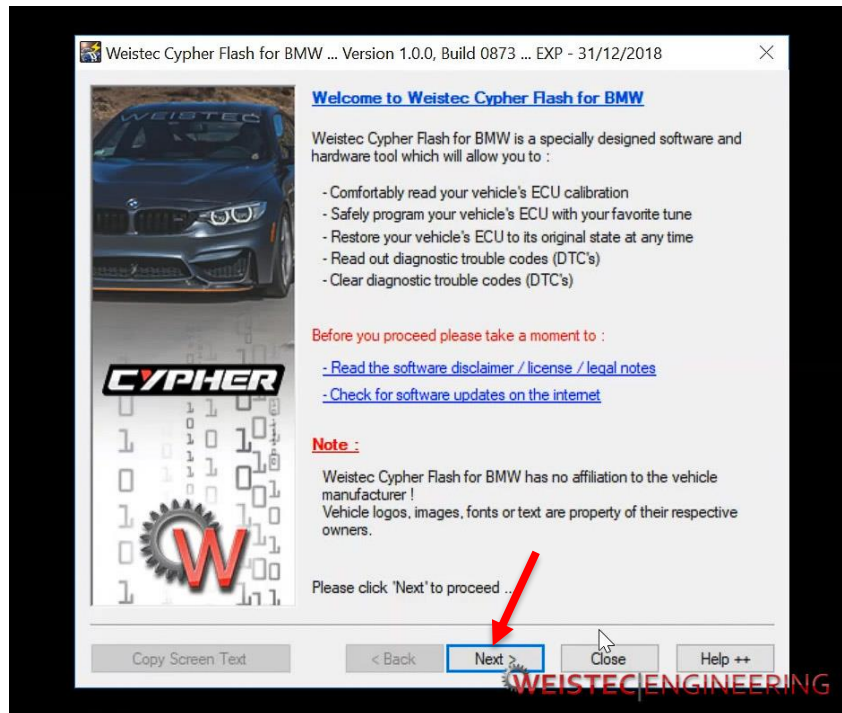 Weistec Cypher Flash for BMW ... Version 1.0.0, Build 0873 ... EXP - 31/12/2018
WEISTEC
Welcome to Weistec Cypher Flash for BMW
Weistec Cypher Flash for BMW is a specially designed software and
hardware tool which will allow you to :
- Comfortably read your vehicle's ECU calibration
- Safely program your vehicle's ECU with your favorite tune
- Restore your vehicle's ECU to its original state at any time
- Read out diagnostic trouble codes (DTC's)
- Clear diagnostic trouble codes (DTC's)
Before you proceed please take a moment to :
- Read the software disclaimer / license / legal notes
- Check for software updates on the internet
CYPHER
Note :
Weistec Cypher Flash for BMW has no affiliation to the vehicle
manufacturer !
Vehicle logos, images, fonts or text are property of their respective
owners.
W
Please click 'Next' to proceed ...
Copy Screen Text
< Back
Next >
Close
Help ++
WEISTEC|ENGINEERING